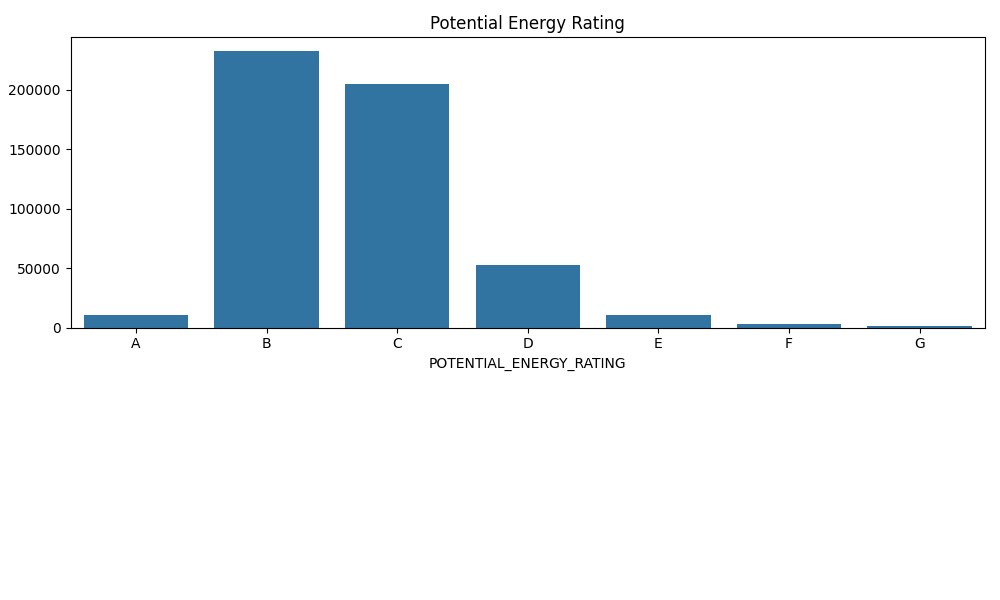 Potential Energy Rating
200000
150000
100000
50000
0
A B C D E F G
POTENTIAL_ENERGY_RATING